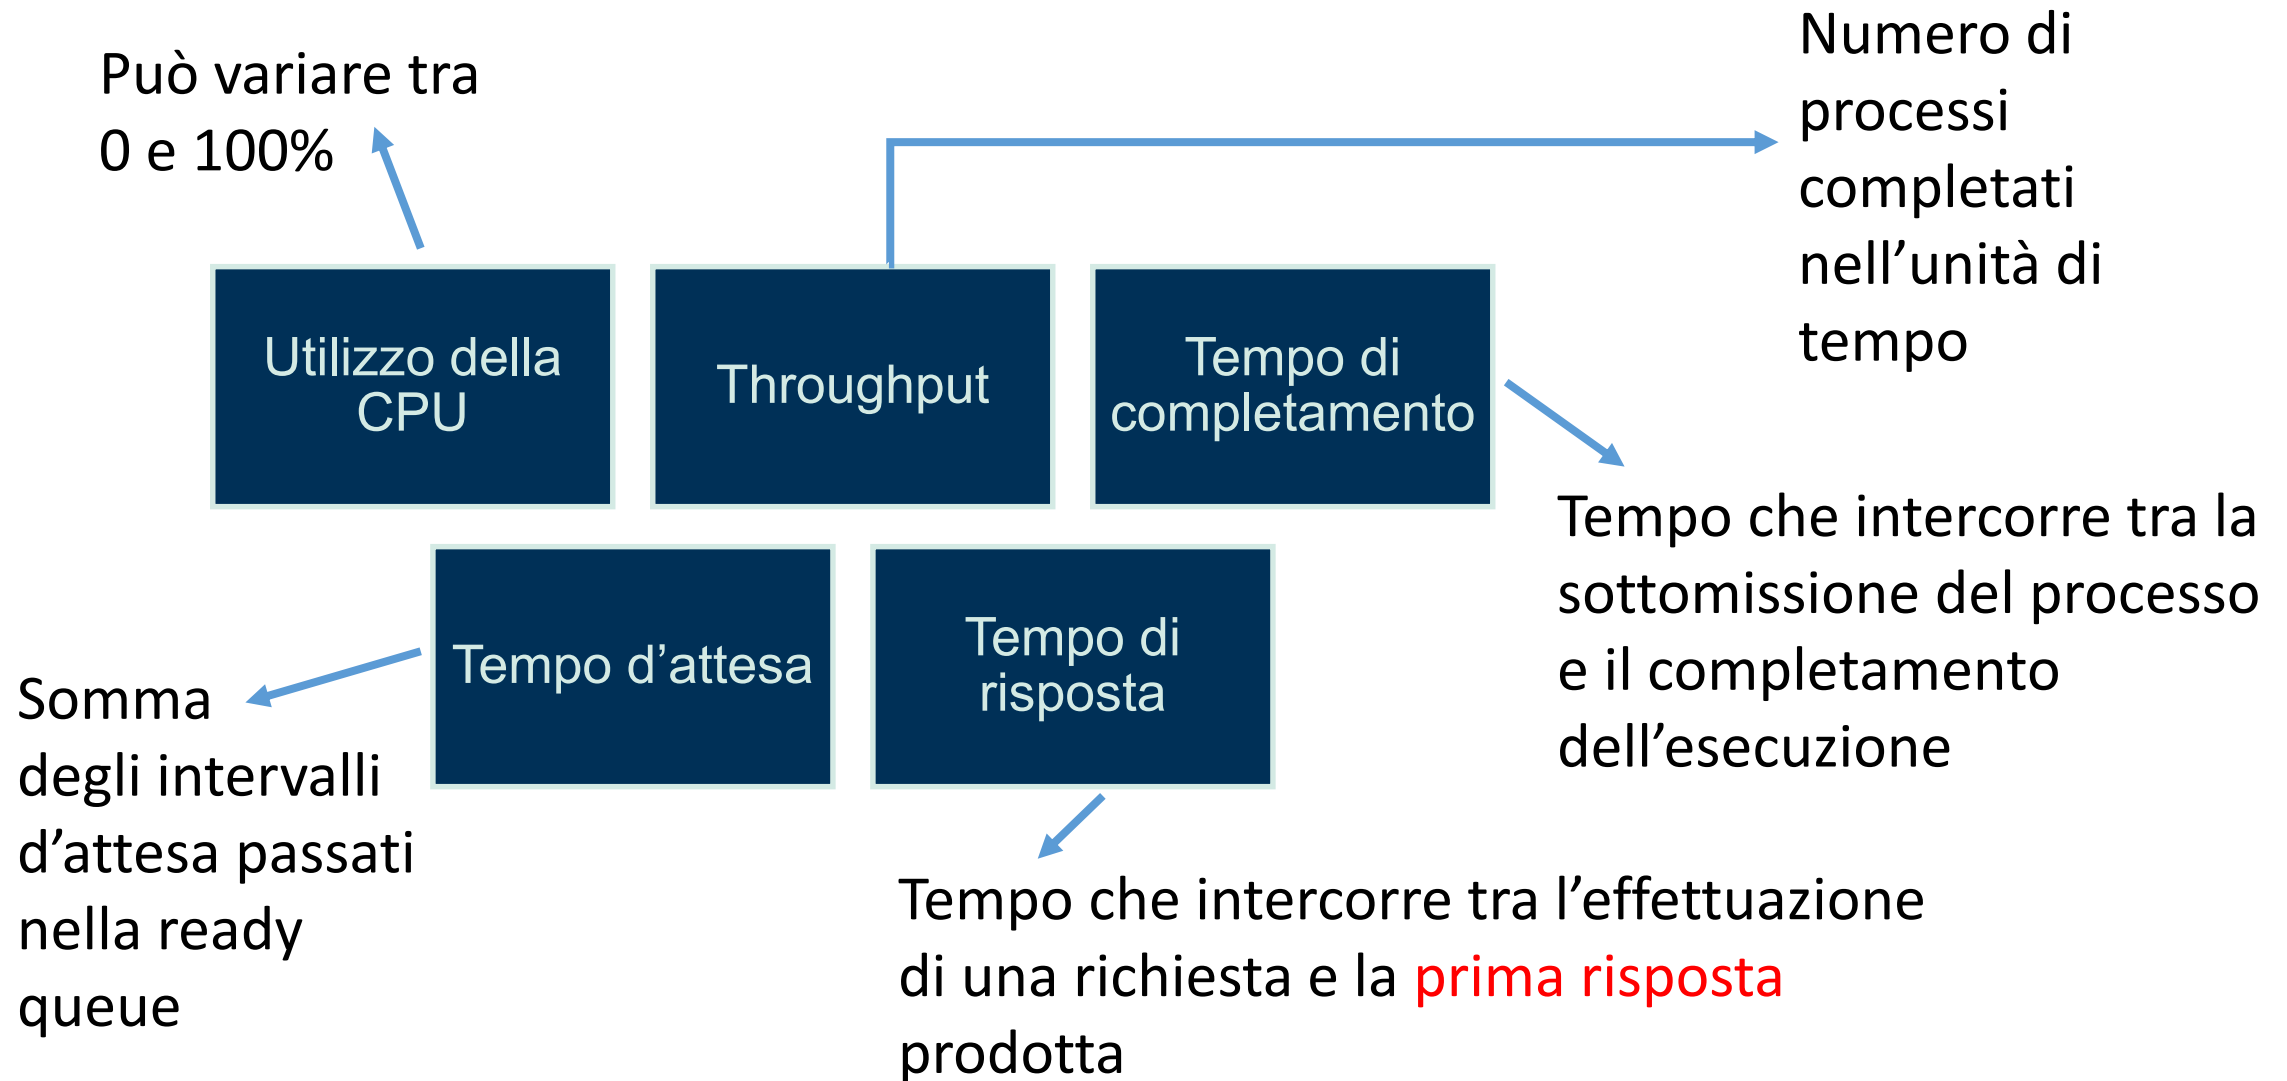 Può variare tra
0 e 100%
Numero di
processi
completati
nell’unità di
tempo
Utilizzo della
CPU
Throughput
Tempo di
completamento
Tempo che intercorre tra la
sottomissione del processo
e il completamento
dell’esecuzione
Tempo d’attesa
Tempo di
risposta
Somma
degli intervalli
d’attesa passati
nella ready
queue
Tempo che intercorre tra l’effettuazione
di una richiesta e la prima risposta
prodotta